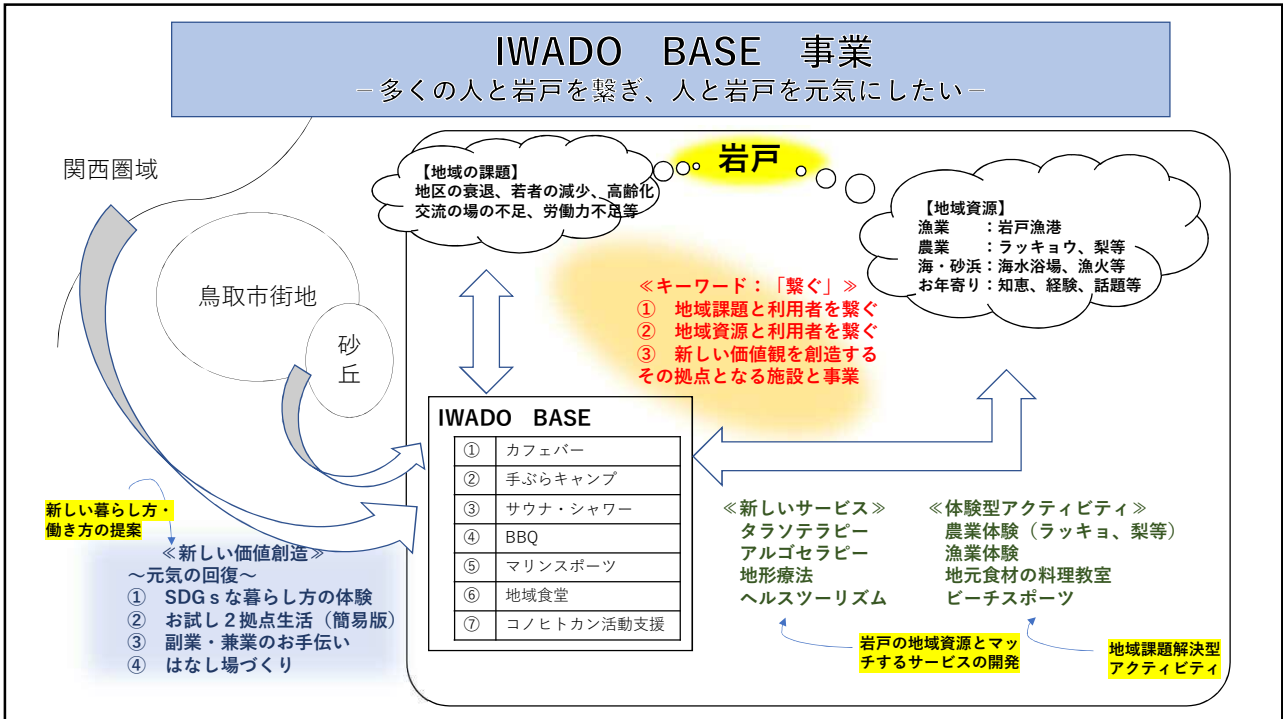 IWADO　BASE　事業
－多くの人と岩戸を繋ぎ、人と岩戸を元気にしたい－
関西圏域
鳥取市街地
砂
丘
岩戸
【地域の課題】
地区の衰退、若者の減少、高齢化
交流の場の不足、労働力不足等
【地域資源】
漁業　　：岩戸漁港
農業　　：ラッキョウ、梨等
海・砂浜：海水浴場、漁火等
お年寄り：知恵、経験、話題等
≪キーワード：「繋ぐ」≫
①　地域課題と利用者を繋ぐ
②　地域資源と利用者を繋ぐ
③　新しい価値観を創造する
その拠点となる施設と事業
IWADO　BASE
①　カフェバー
②　手ぶらキャンプ
③　サウナ・シャワー
④　BBQ
⑤　マリンスポーツ
⑥　地域食堂
⑦　コノヒトカン活動支援
新しい暮らし方・
働き方の提案
≪新しい価値創造≫
～元気の回復～
①　SDGｓな暮らし方の体験
②　お試し２拠点生活（簡易版）
③　副業・兼業のお手伝い
④　はなし場づくり
≪新しいサービス≫
タラソテラピー
アルゴセラピー
地形療法
ヘルスツーリズム
≪体験型アクティビティ≫
農業体験（ラッキョ、梨等）
漁業体験
地元食材の料理教室
ビーチスポーツ
岩戸の地域資源とマッ
チするサービスの開発
地域課題解決型
アクティビティ